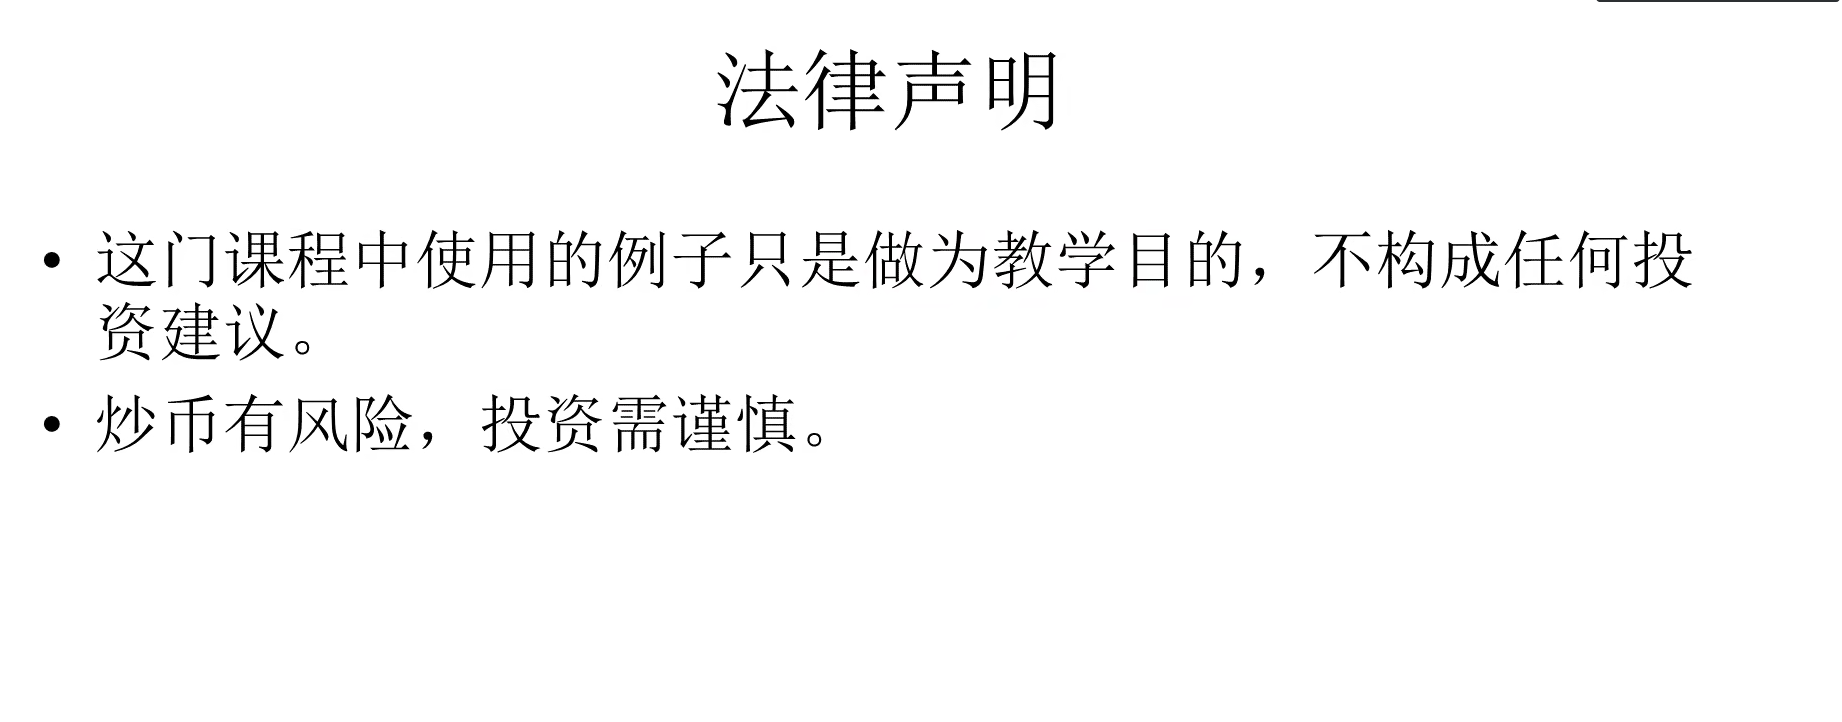 法律声明
• 这门课程中使用的例子只是做为教学目的，不构成任何投
资建议。
• 炒币有风险，投资需谨慎。